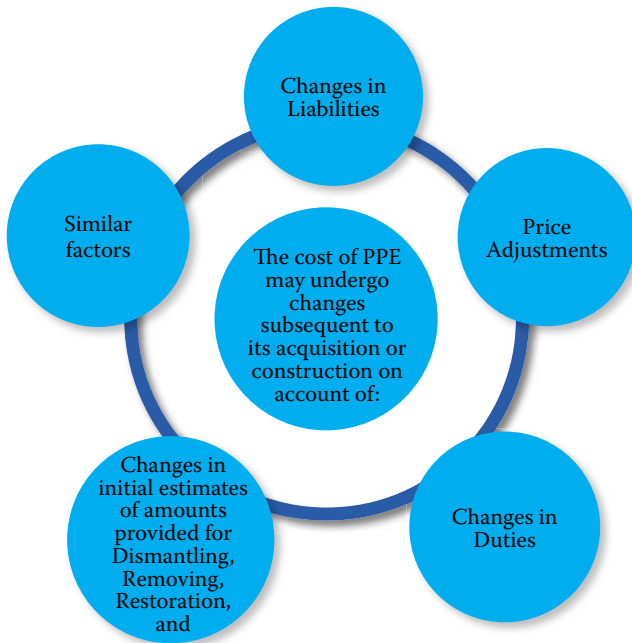 Changes in
Liabilities
Similar
factors
Price
Adjustments
The cost of PPE
may undergo
changes
subsequent to
its acquisition or
construction on
account of:
Changes in
initial estimates
of amounts
provided for
Dismantling,
Removing,
Restoration,
and
Changes in
Duties